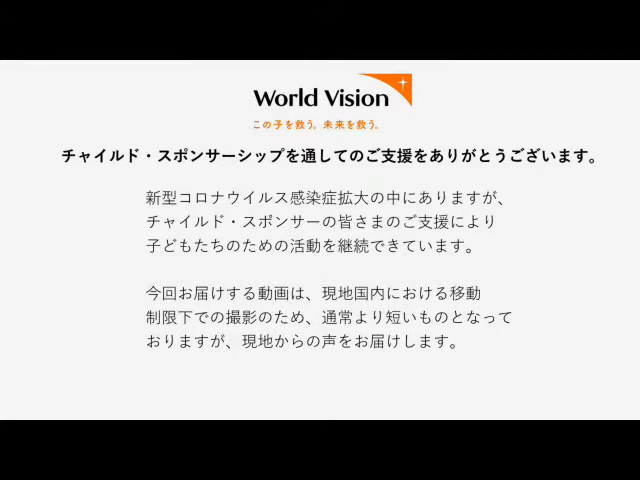 World Vision
この子を救う。未来を救う。
チャイルド・スポンサーシップを通してのご支援をありがとうございます。
新型コロナウイルス感染症拡大の中にありますが、
チャイルド・スポンサーの皆さまのご支援により
子どもたちのための活動を継続できています。
今回お届けする動画は、現地国内における移動
制限下での撮影のため、通常より短いものとなって
おりますが、現地からの声をお届けします。